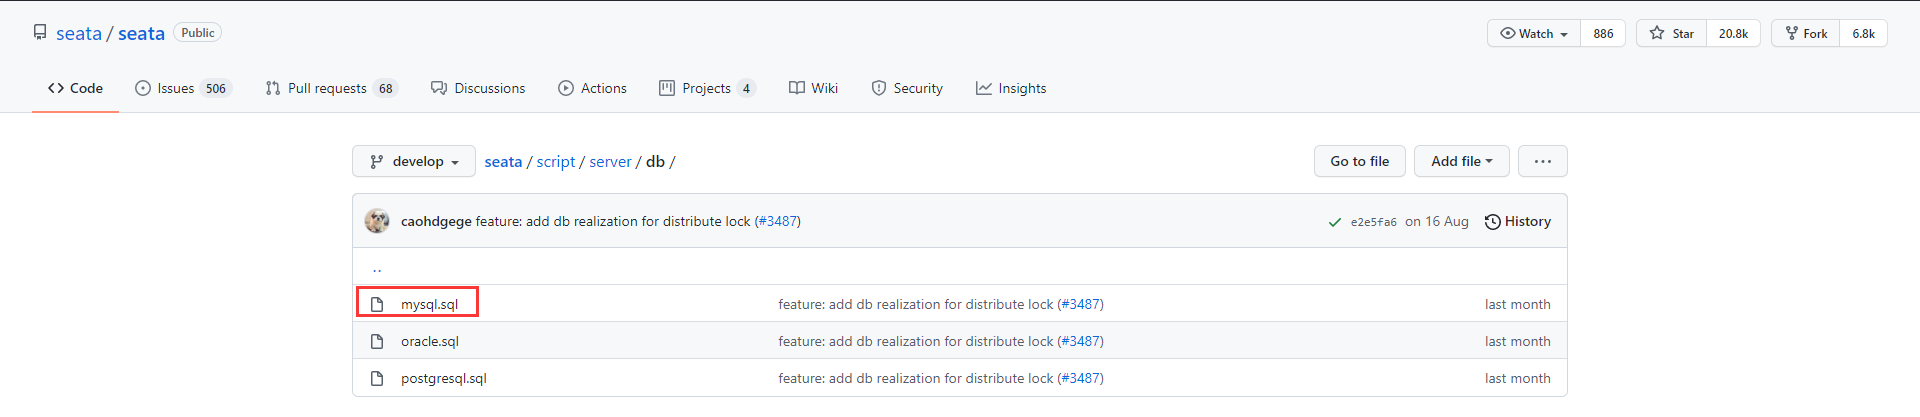 seata / seata Public Watch 886 Star 20.8k Fork 6.8k
Code Issues 506 Pull requests 68 Discussions Actions Projects 4 Wiki Security Insights
develop seata / script / server / db / Go to file Add file ...
caohdgege feature: add db realization for distribute lock (#3487) e2e5fa6 on 16 Aug History
..
mysql.sql feature: add db realization for distribute lock (#3487) last month
oracle.sql feature: add db realization for distribute lock (#3487) last month
postgresql.sql feature: add db realization for distribute lock (#3487) last month